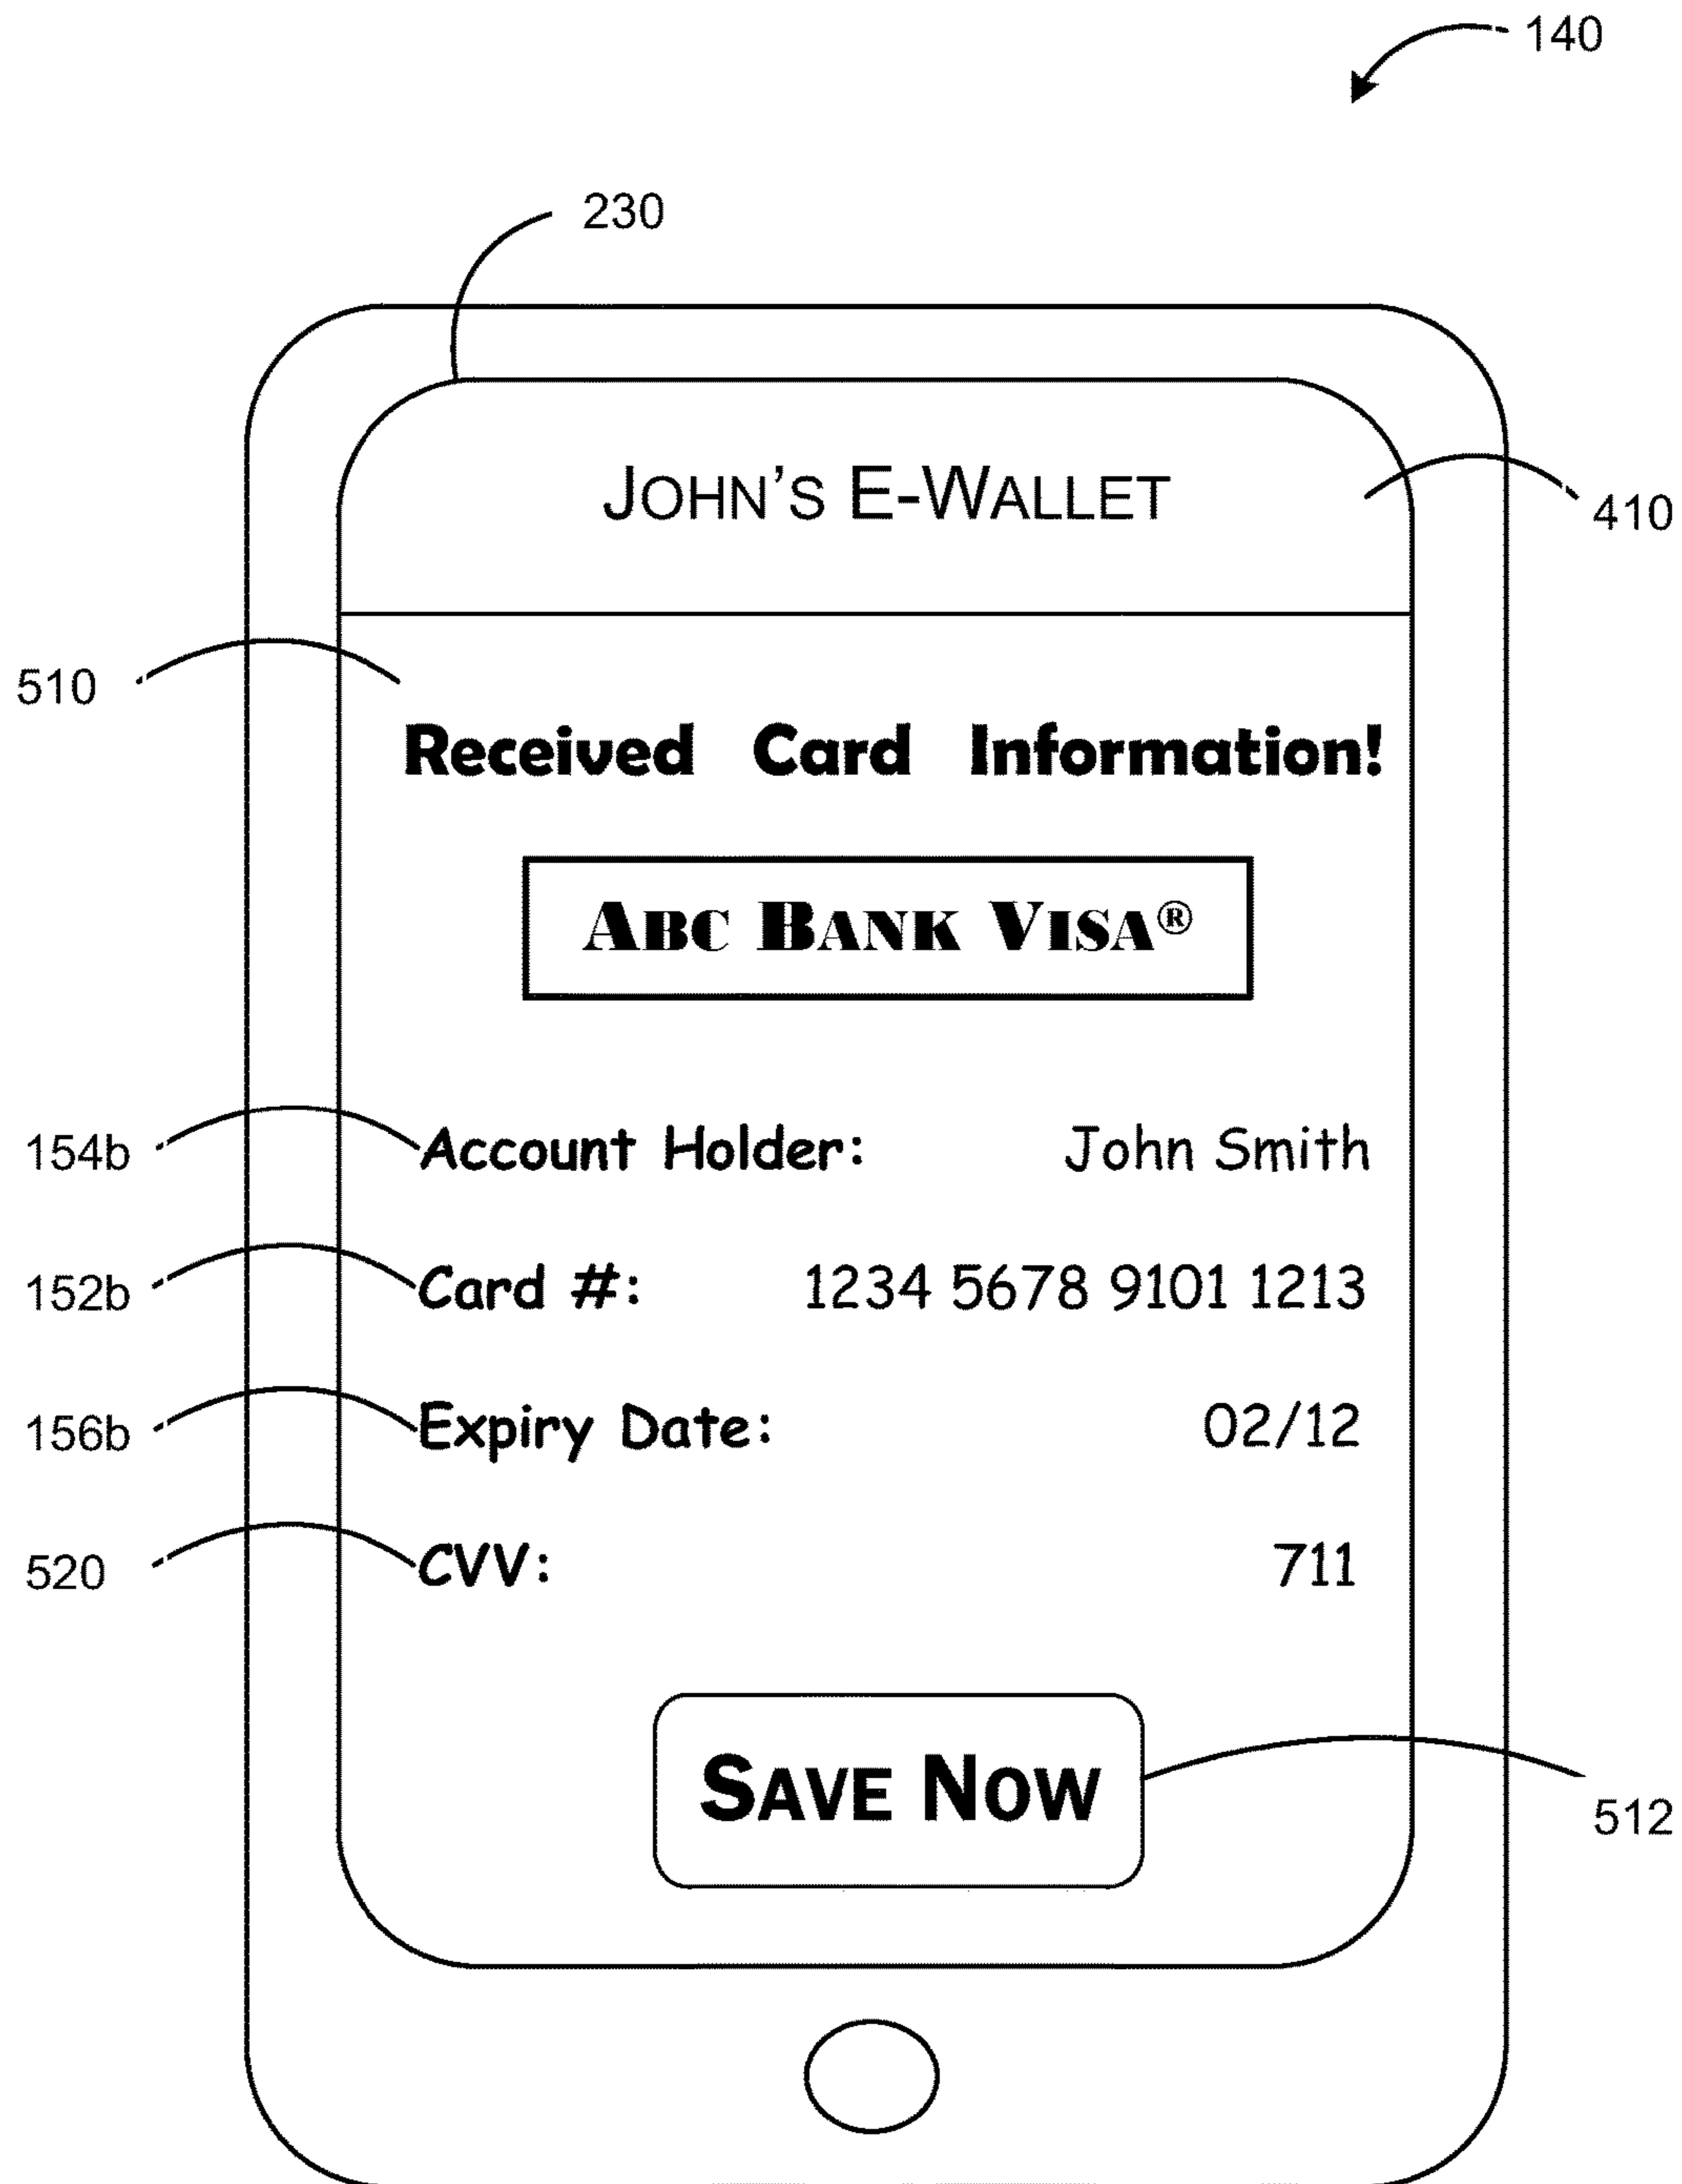 140
230
JOHN'S E-WALLET
410
510
Received Card Information!
ABC BANK VISA®
154b Account Holder: John Smith
152b Card #: 1234 5678 9101 1213
156b Expiry Date: 02/12
520 CVV: 711
SAVE NOW
512